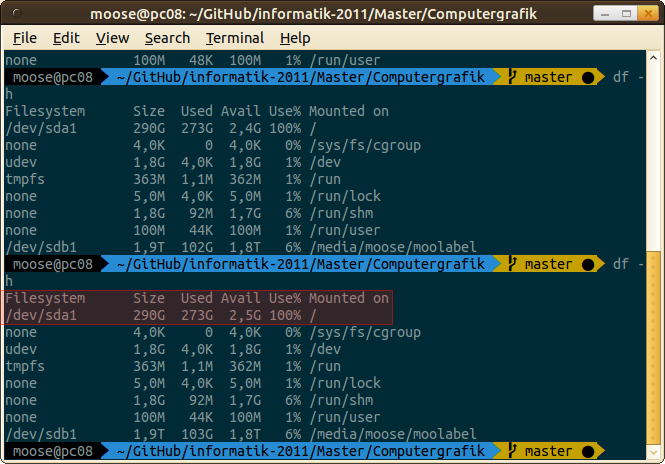 moose@pc08: ~/GitHub/informatik-2011/Master/Computergrafik
File Edit View Search Terminal Help
none 100M 48K 100M 1% /run/user
moose@pc08 ~/GitHub/informatik-2011/Master/Computergrafik master ● df -
h
Filesystem Size Used Avail Use% Mounted on
/dev/sda1 290G 273G 2,4G 100% /
none 4,0K 0 4,0K 0% /sys/fs/cgroup
udev 1,8G 4,0K 1,8G 1% /dev
tmpfs 363M 1,1M 362M 1% /run
none 5,0M 4,0K 5,0M 1% /run/lock
none 1,8G 92M 1,7G 6% /run/shm
none 100M 44K 100M 1% /run/user
/dev/sdb1 1,9T 102G 1,8T 6% /media/moose/moolabel
moose@pc08 ~/GitHub/informatik-2011/Master/Computergrafik master ● df -
h
Filesystem Size Used Avail Use% Mounted on
/dev/sda1 290G 273G 2,5G 100% /
none 4,0K 0 4,0K 0% /sys/fs/cgroup
udev 1,8G 4,0K 1,8G 1% /dev
tmpfs 363M 1,1M 362M 1% /run
none 5,0M 4,0K 5,0M 1% /run/lock
none 1,8G 92M 1,7G 6% /run/shm
none 100M 44K 100M 1% /run/user
/dev/sdb1 1,9T 103G 1,8T 6% /media/moose/moolabel
moose@pc08 ~/GitHub/informatik-2011/Master/Computergrafik master ●